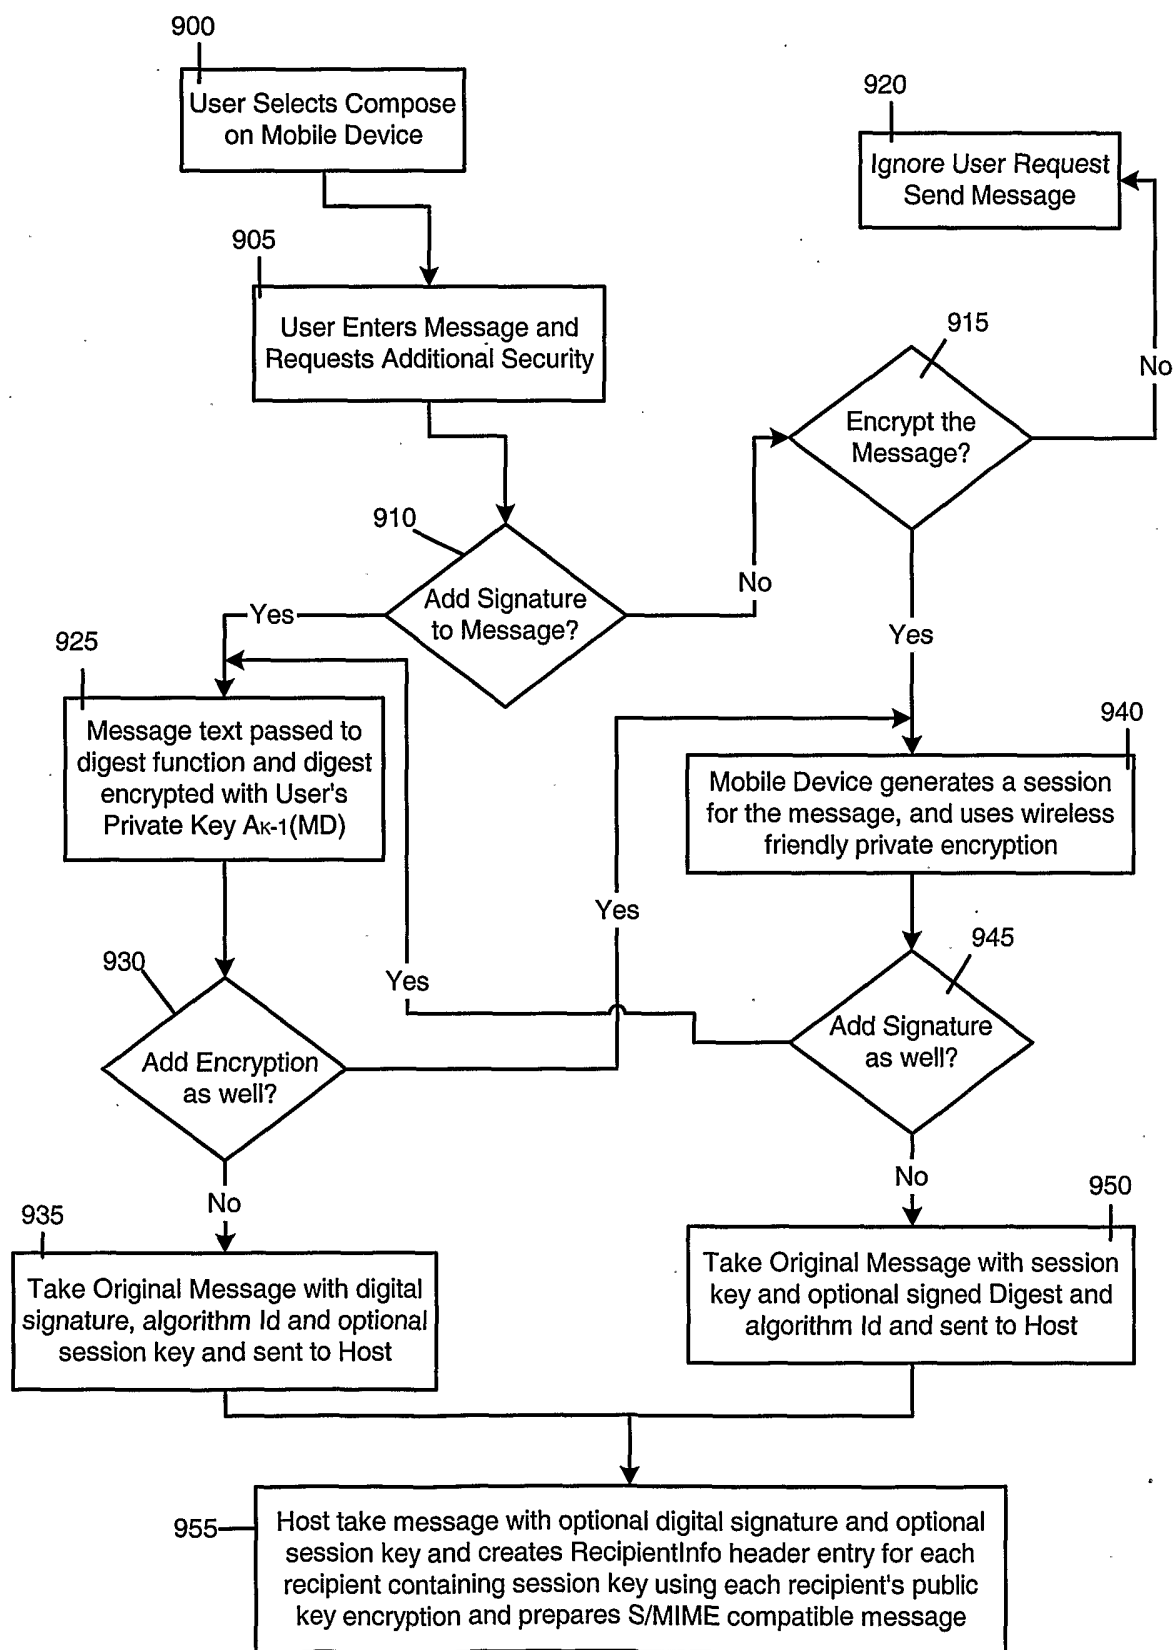 900
User Selects Compose
on Mobile Device
920
Ignore User Request
Send Message
905
User Enters Message and
Requests Additional Security
915
Encrypt the
Message?
No
910
Add Signature
to Message?
No
Yes
Yes
925
Message text passed to
digest function and digest
encrypted with User's
Private Key AK-1(MD)
940
Mobile Device generates a session
for the message, and uses wireless
friendly private encryption
Yes
Yes
930
Add Encryption
as well?
945
Add Signature
as well?
No
No
935
Take Original Message with digital
signature, algorithm Id and optional
session key and sent to Host
950
Take Original Message with session
key and optional signed Digest and
algorithm Id and sent to Host
955
Host take message with optional digital signature and optional
session key and creates RecipientInfo header entry for each
recipient containing session key using each recipient's public
key encryption and prepares S/MIME compatible message